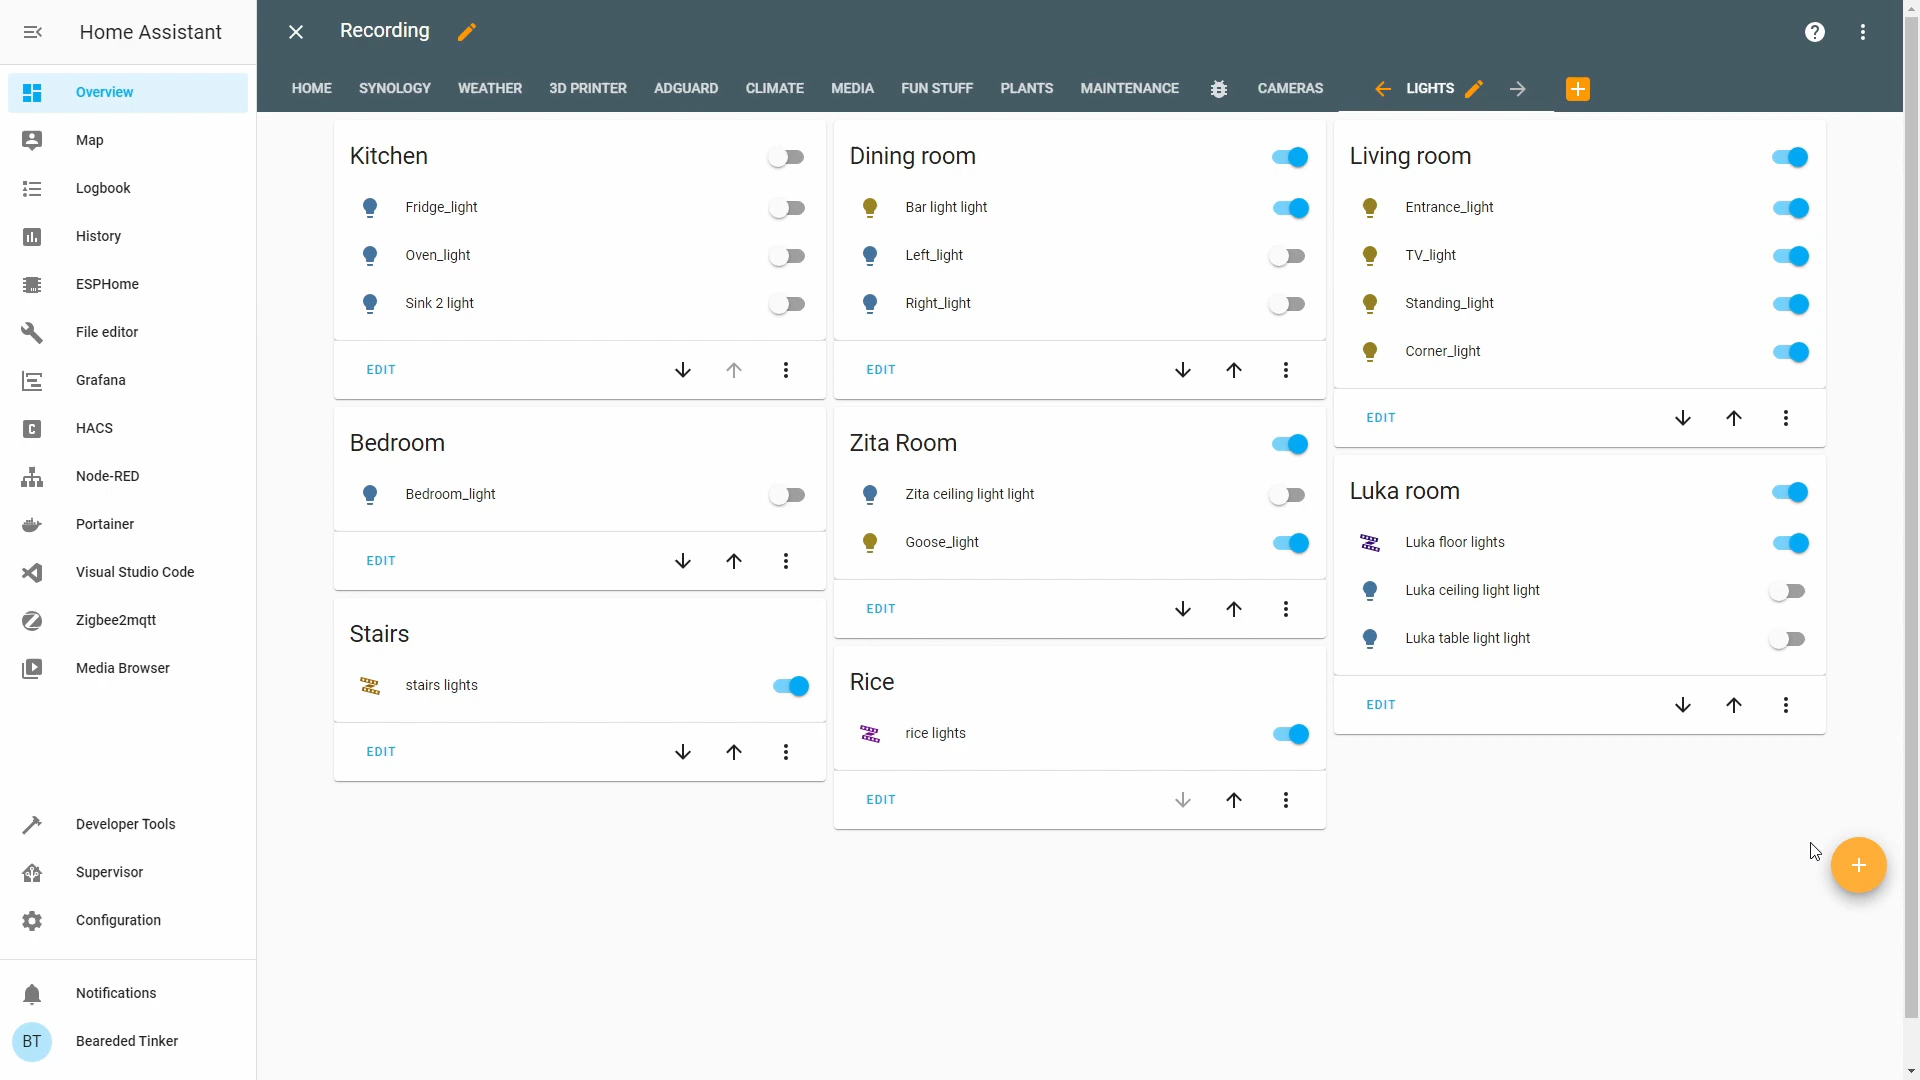 Home Assistant
Overview
Map
Logbook
History
ESPHome
File editor
Grafana
HACS
Node-RED
Portainer
Visual Studio Code
Zigbee2mqtt
Media Browser
Developer Tools
Supervisor
Configuration
Notifications
BT Bearded Tinker
Recording
HOME SYNOLOGY WEATHER 3D PRINTER ADGUARD CLIMATE MEDIA FUN STUFF PLANTS MAINTENANCE CAMERAS LIGHTS
Kitchen
Fridge_light
Oven_light
Sink 2 light
EDIT
Bedroom
Bedroom_light
EDIT
Stairs
stairs lights
EDIT
Dining room
Bar light light
Left_light
Right_light
EDIT
Zita Room
Zita ceiling light light
Goose_light
EDIT
Rice
rice lights
EDIT
Living room
Entrance_light
TV_light
Standing_light
Corner_light
EDIT
Luka room
Luka floor lights
Luka ceiling light light
Luka table light light
EDIT